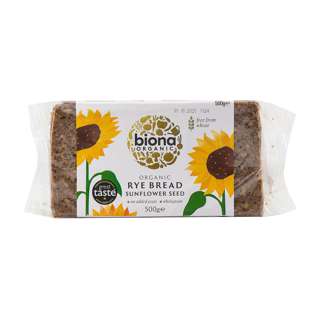 500g e
free from
wheat
biona
ORGANIC
ORGANIC
RYE BREAD
SUNFLOWER SEED
no added yeast
wholegrain
500g e
great
taste